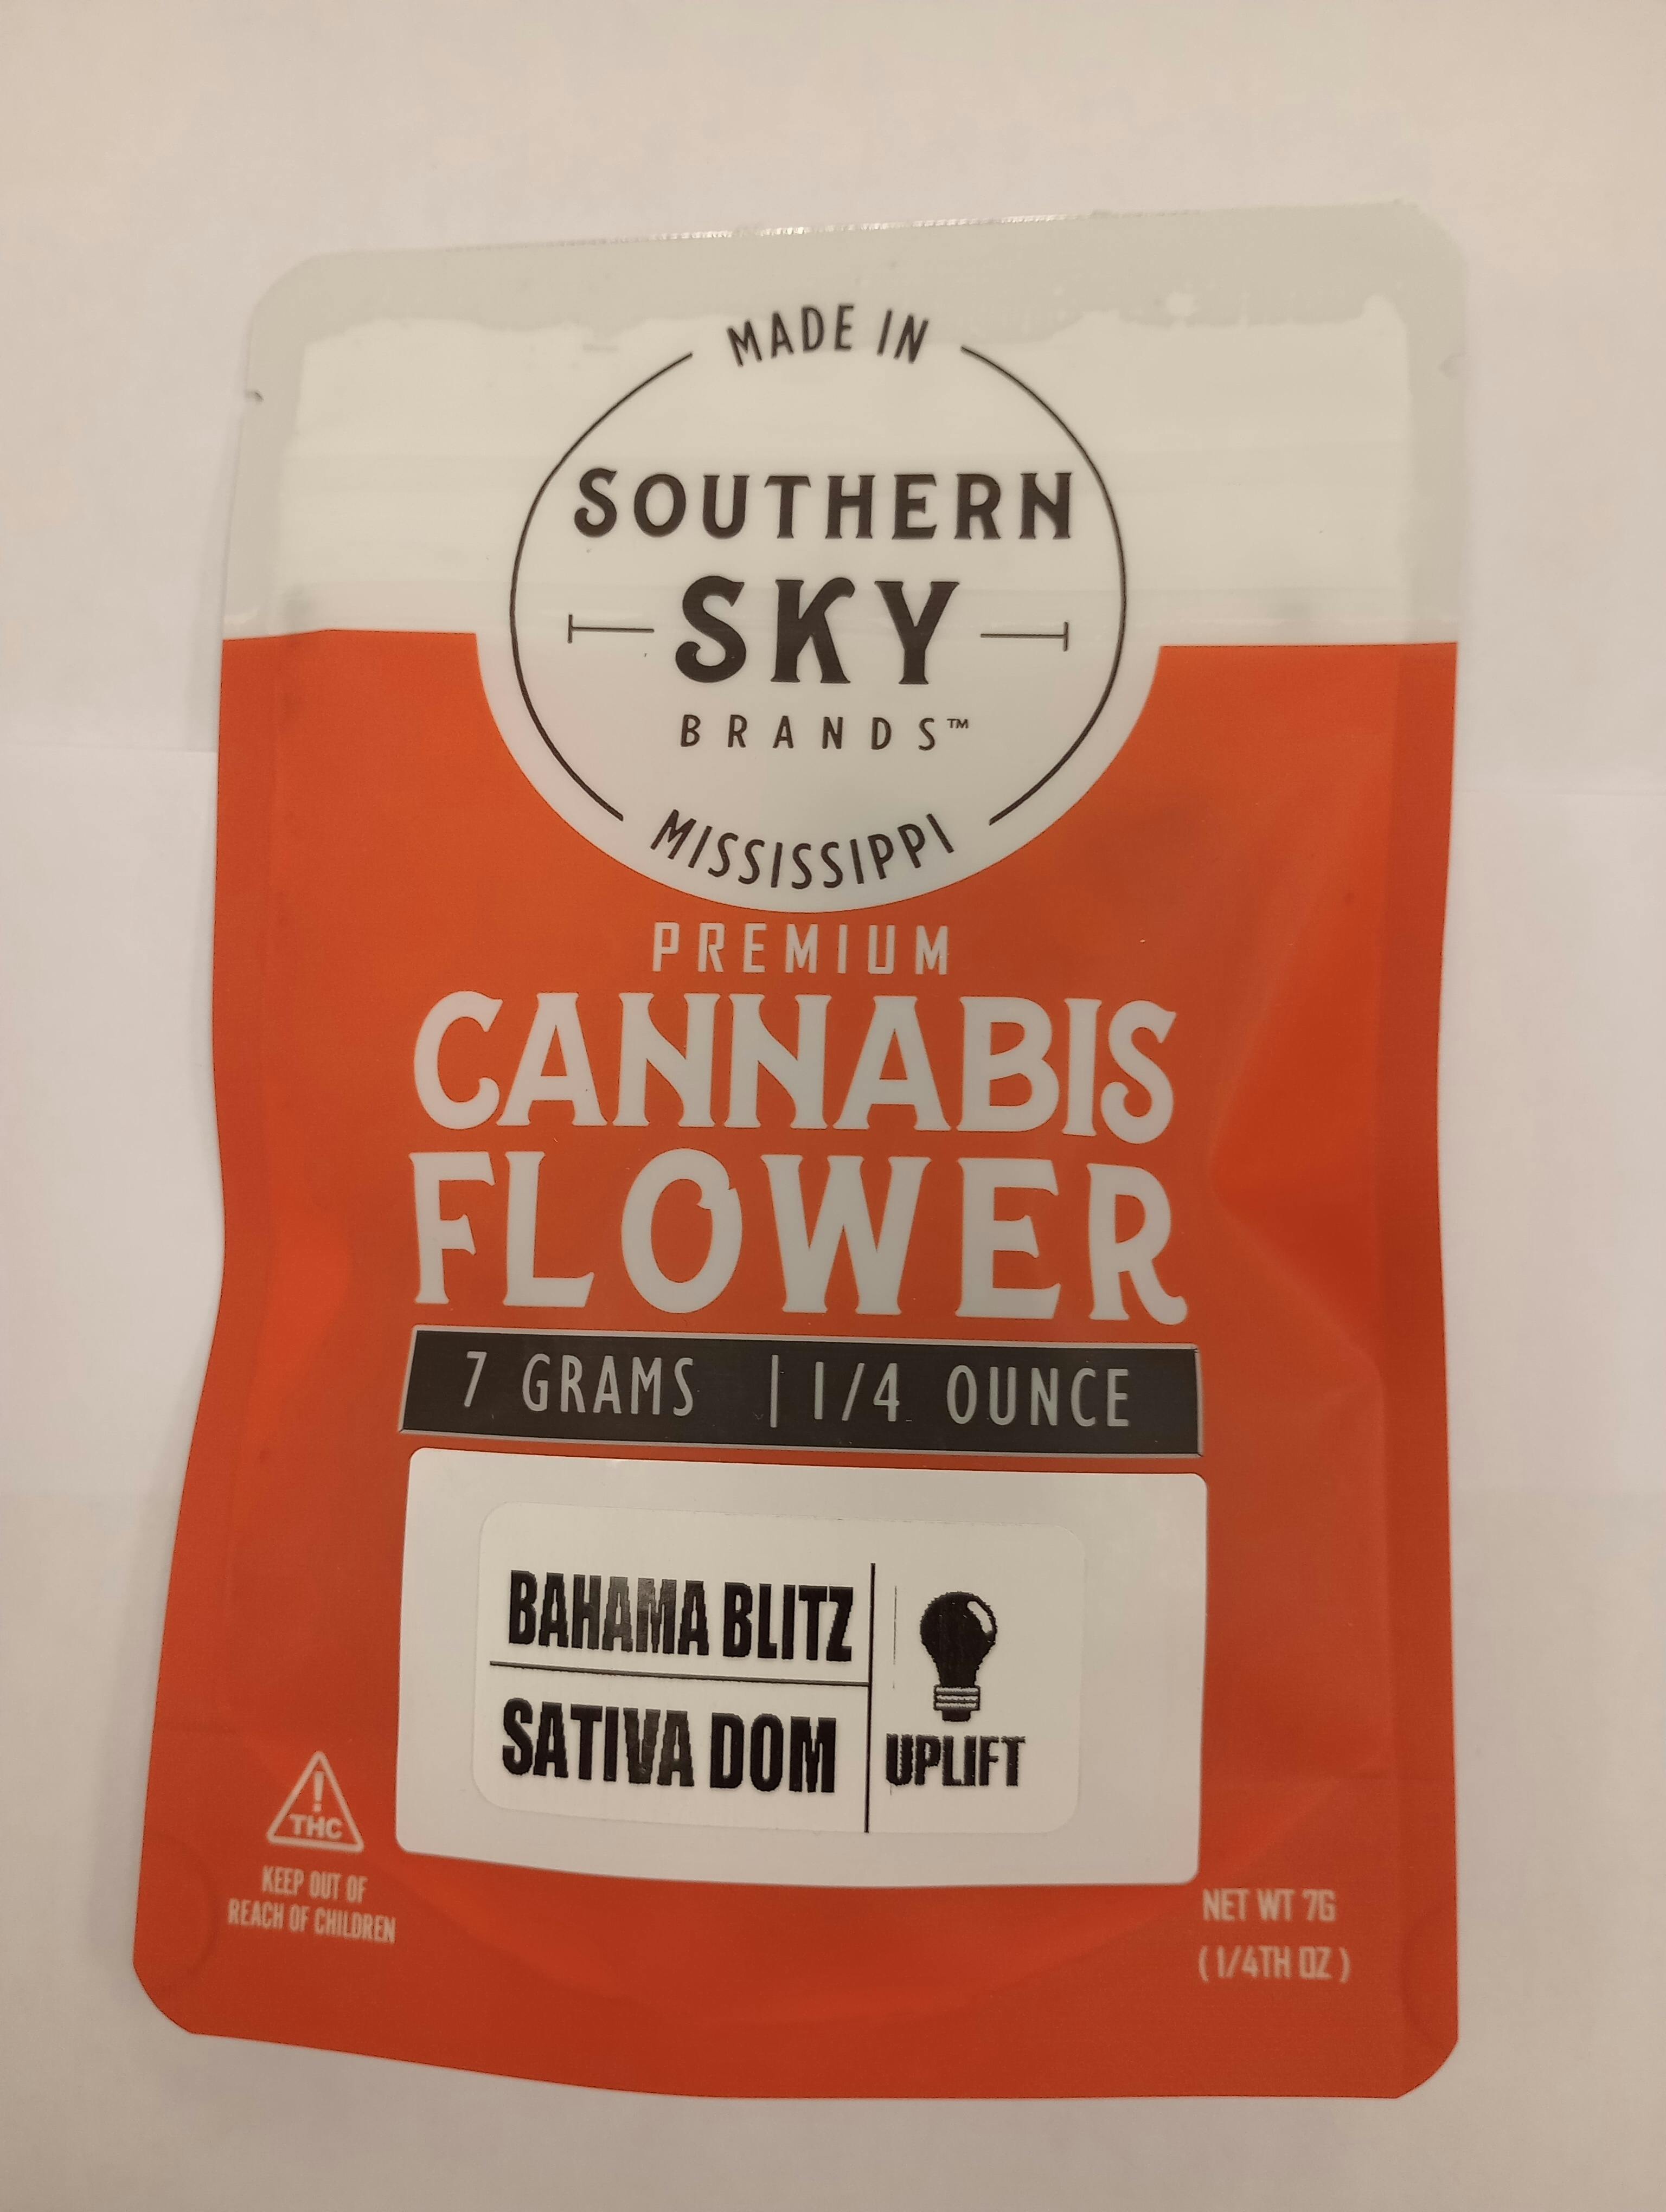 MADE IN
SOUTHERN
SKY
BRANDS™
MISSISSIPPI
PREMIUM
CANNABIS
FLOWER
7 GRAMS | 1/4 OUNCE
BAHAMA BLITZ
SATIVA DOM
UPLIFT
THC
KEEP OUT OF
REACH OF CHILDREN
NET WT 7G
(1/4TH OZ)